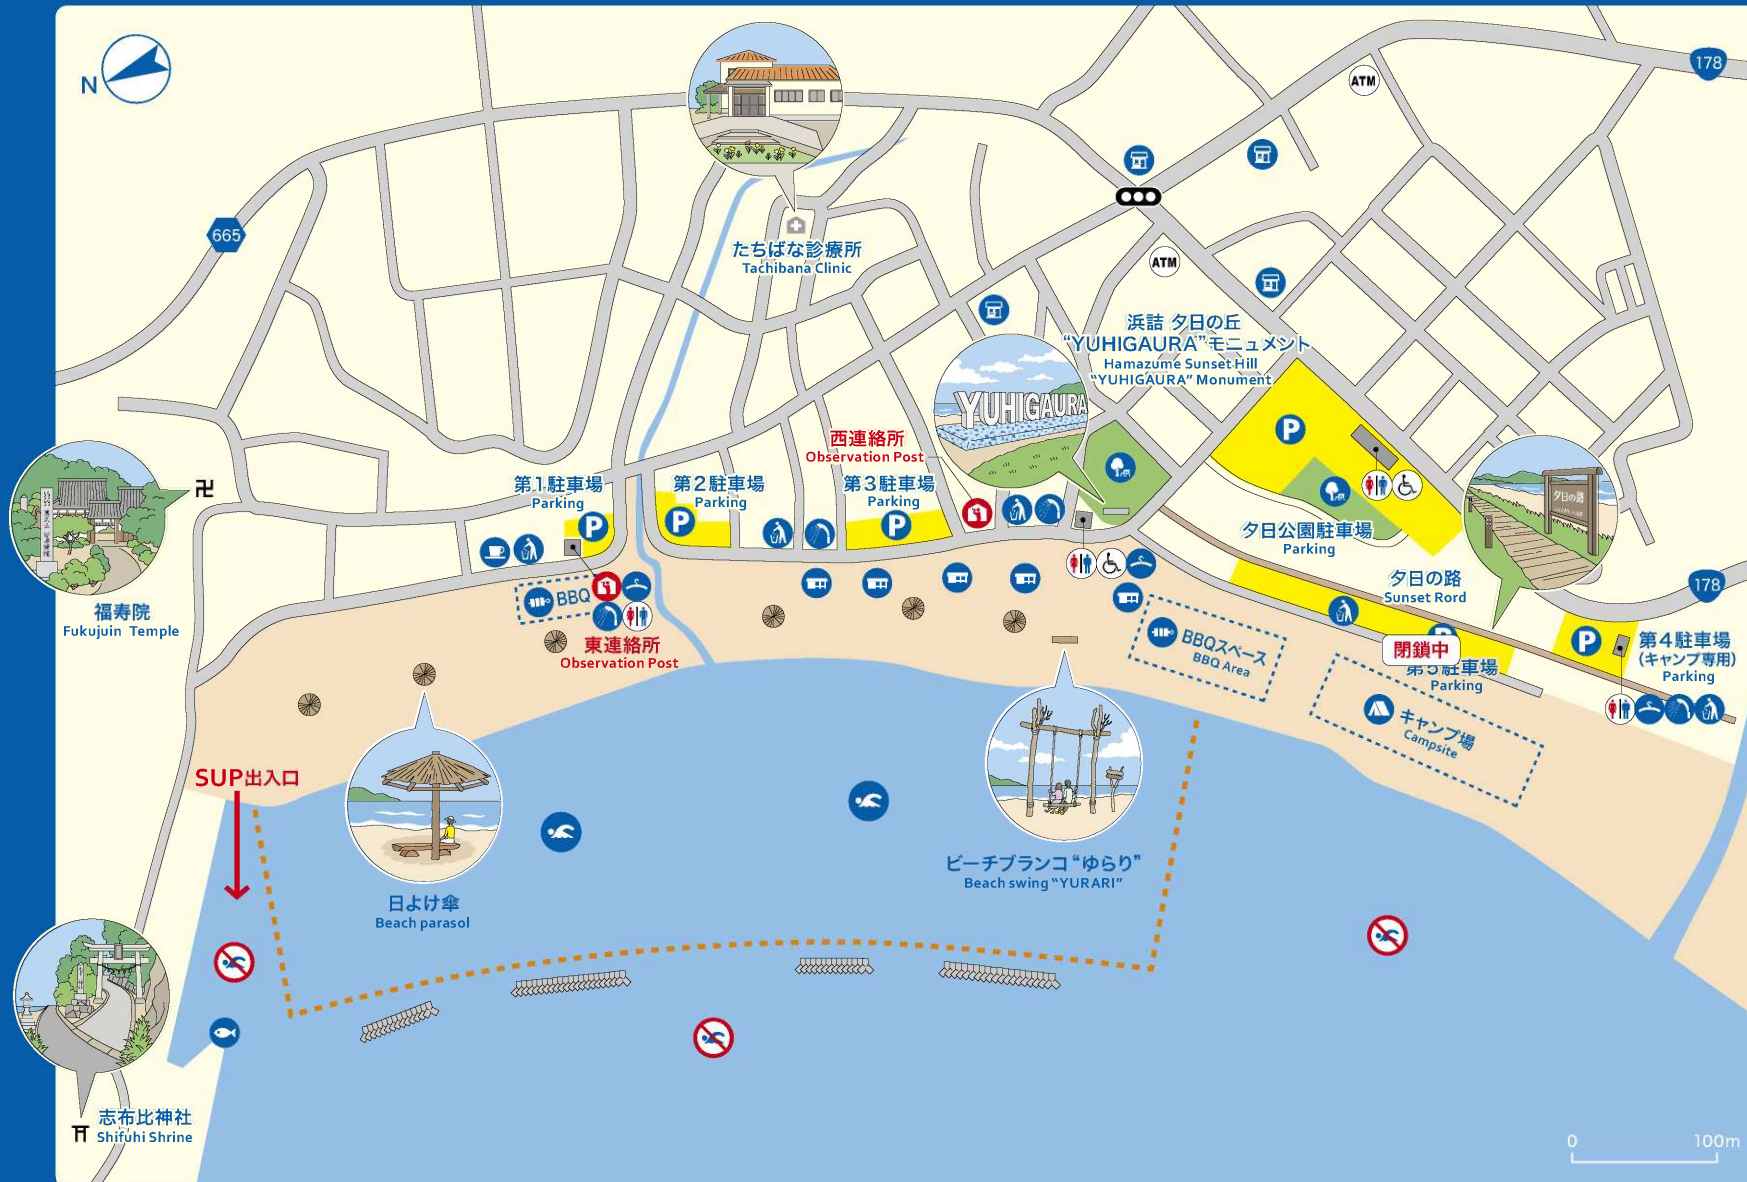 N
178
ATM
665
たちばな診療所
Tachibana Clinic
ATM
浜詰 夕日の丘
“YUHIGAURA”モニュメント
Hamazume Sunset Hill
“YUHIGAURA” Monument
YUHIGAURA
西連絡所
Observation Post
第1駐車場
Parking
P
第2駐車場
Parking
P
第3駐車場
Parking
P
P
夕日公園駐車場
Parking
夕日の路
夕日の路
Sunset Rord
178
福寿院
Fukujuin Temple
BBQ
東連絡所
Observation Post
BBQスペース
BBQ Area
閉鎖中
第5駐車場
Parking
P
第4駐車場
(キャンプ専用)
Parking
キャンプ場
Campsite
SUP出入口
日よけ傘
Beach parasol
ビーチブランコ“ゆらり”
Beach swing “YURARI”
志布比神社
Shifuhi Shrine
0 100m